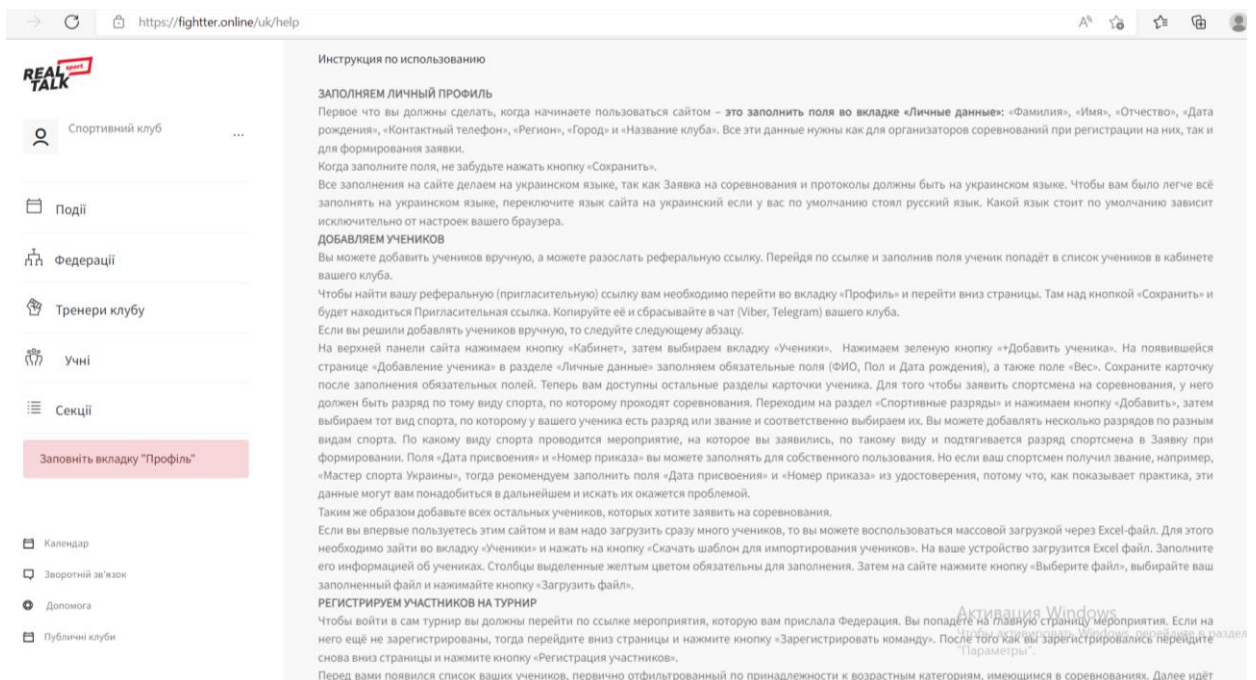 https://fightter.online/uk/help
REAL sport
TALK
Спортивний клуб
...
Події
Федерації
Тренери клубу
Учні
Секції
Заповніть вкладку "Профіль"
Календар
Зворотній зв'язок
Допомога
Публичні клуби
Инструкция по использованию
ЗАПОЛНЯЕМ ЛИЧНЫЙ ПРОФИЛЬ
Первое что вы должны сделать, когда начинаете пользоваться сайтом – это заполнить поля во вкладке «Личные данные»: «Фамилия», «Имя», «Отчество», «Дата
рождения», «Контактный телефон», «Регион», «Город» и «Название клуба». Все эти данные нужны как для организаторов соревнований при регистрации на них, так и
для формирования заявки.
Когда заполните поля, не забудьте нажать кнопку «Сохранить».
Все заполнения на сайте делаем на украинском языке, так как Заявка на соревнования и протоколы должны быть на украинском языке. Чтобы вам было легче всё
заполнять на украинском языке, переключите язык сайта на украинский если у вас по умолчанию стоял русский язык. Какой язык стоит по умолчанию зависит
исключительно от настроек вашего браузера.
ДОБАВЛЯЕМ УЧЕНИКОВ
Вы можете добавить учеников вручную, а можете разослать реферальную ссылку. Перейдя по ссылке и заполнив поля ученик попадёт в список учеников в кабинете
вашего клуба.
Чтобы найти вашу реферальную (пригласительную) ссылку вам необходимо перейти во вкладку «Профиль» и перейти вниз страницы. Там над кнопкой «Сохранить» и
будет находиться Пригласительная ссылка. Копируйте её и сбрасывайте в чат (Viber, Telegram) вашего клуба.
Если вы решили добавлять учеников вручную, то следуйте следующему абзацу.
На верхней панели сайта нажимаем кнопку «Кабинет», затем выбираем вкладку «Ученики». Нажимаем зеленую кнопку «+Добавить ученика». На появившейся
странице «Добавление ученика» в разделе «Личные данные» заполняем обязательные поля (ФИО, Пол и Дата рождения), а также поле «Вес». Сохраните карточку
после заполнения обязательных полей. Теперь вам доступны остальные разделы карточки ученика. Для того чтобы заявить спортсмена на соревнования, у него
должен быть разряд по тому виду спорта, по которому проходят соревнования. Переходим на раздел «Спортивные разряды» и нажимаем кнопку «Добавить», затем
выбираем тот вид спорта, по которому у вашего ученика есть разряд или звание и соответственно выбираем их. Вы можете добавлять несколько разрядов по разным
видам спорта. По какому виду спорта проводится мероприятие, на которое вы заявились, по такому виду и подтягивается разряд спортсмена в Заявку при
формировании. Поля «Дата присвоения» и «Номер приказа» вы можете заполнять для собственного пользования. Но если ваш спортсмен получил звание, например,
«Мастер спорта Украины», тогда рекомендуем заполнить поля «Дата присвоения» и «Номер приказа» из удостоверения, потому что, как показывает практика, эти
данные могут вам понадобиться в дальнейшем и искать их окажется проблемой.
Таким же образом добавьте всех остальных учеников, которых хотите заявить на соревнования.
Если вы впервые пользуетесь этим сайтом и вам надо загрузить сразу много учеников, то вы можете воспользоваться массовой загрузкой через Excel-файл. Для этого
необходимо зайти во вкладку «Ученики» и нажать на кнопку «Скачать шаблон для импортирования учеников». На ваше устройство загрузится Excel файл. Заполните
его информацией об учениках. Столбцы выделенные желтым цветом обязательны для заполнения. Затем на сайте нажмите кнопку «Выберите файл», выбирайте ваш
заполненный файл и нажимайте кнопку «Загрузить файл».
РЕГИСТРИРУЕМ УЧАСТНИКОВ НА ТУРНИР
Чтобы войти в сам турнир вы должны перейти по ссылке мероприятия, которую вам прислала Федерация. Вы попадёте на главную страницу мероприятия. Если на
него ещё не зарегистрированы, тогда перейдите вниз страницы и нажмите кнопку «Зарегистрировать команду». После того как вы зарегистрировались перейдите
снова вниз страницы и нажмите кнопку «Регистрация участников».
Перед вами появился список ваших учеников, первично отфильтрованный по принадлежности к возрастным категориям, имеющимся в соревнованиях. Далее идёт
Активация Windows
Чтобы активировать Windows, перейдите в раздел
"Параметры".